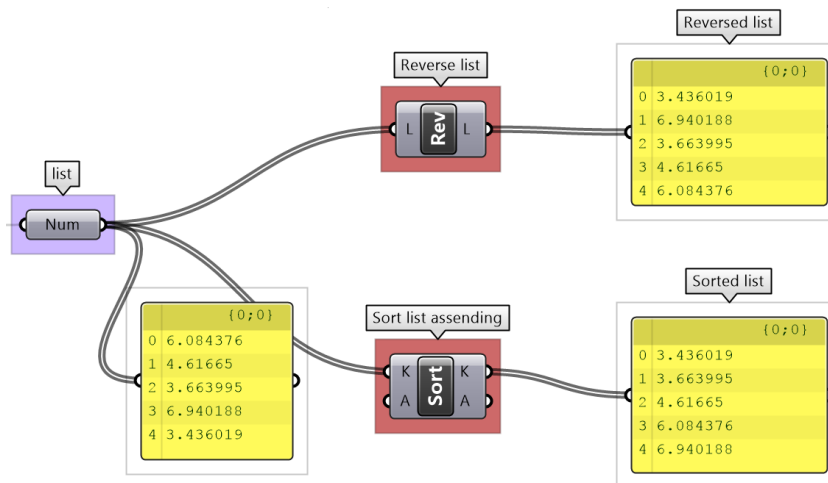 Reversed list
{0;0}
0 3.436019
1 6.940188
2 3.663995
3 4.61665
4 6.084376
Reverse list
L Rev L
list
Num
{0;0}
0 6.084376
1 4.61665
2 3.663995
3 6.940188
4 3.436019
Sort list assending
K Sort K
A A
Sorted list
{0;0}
0 3.436019
1 3.663995
2 4.61665
3 6.084376
4 6.940188